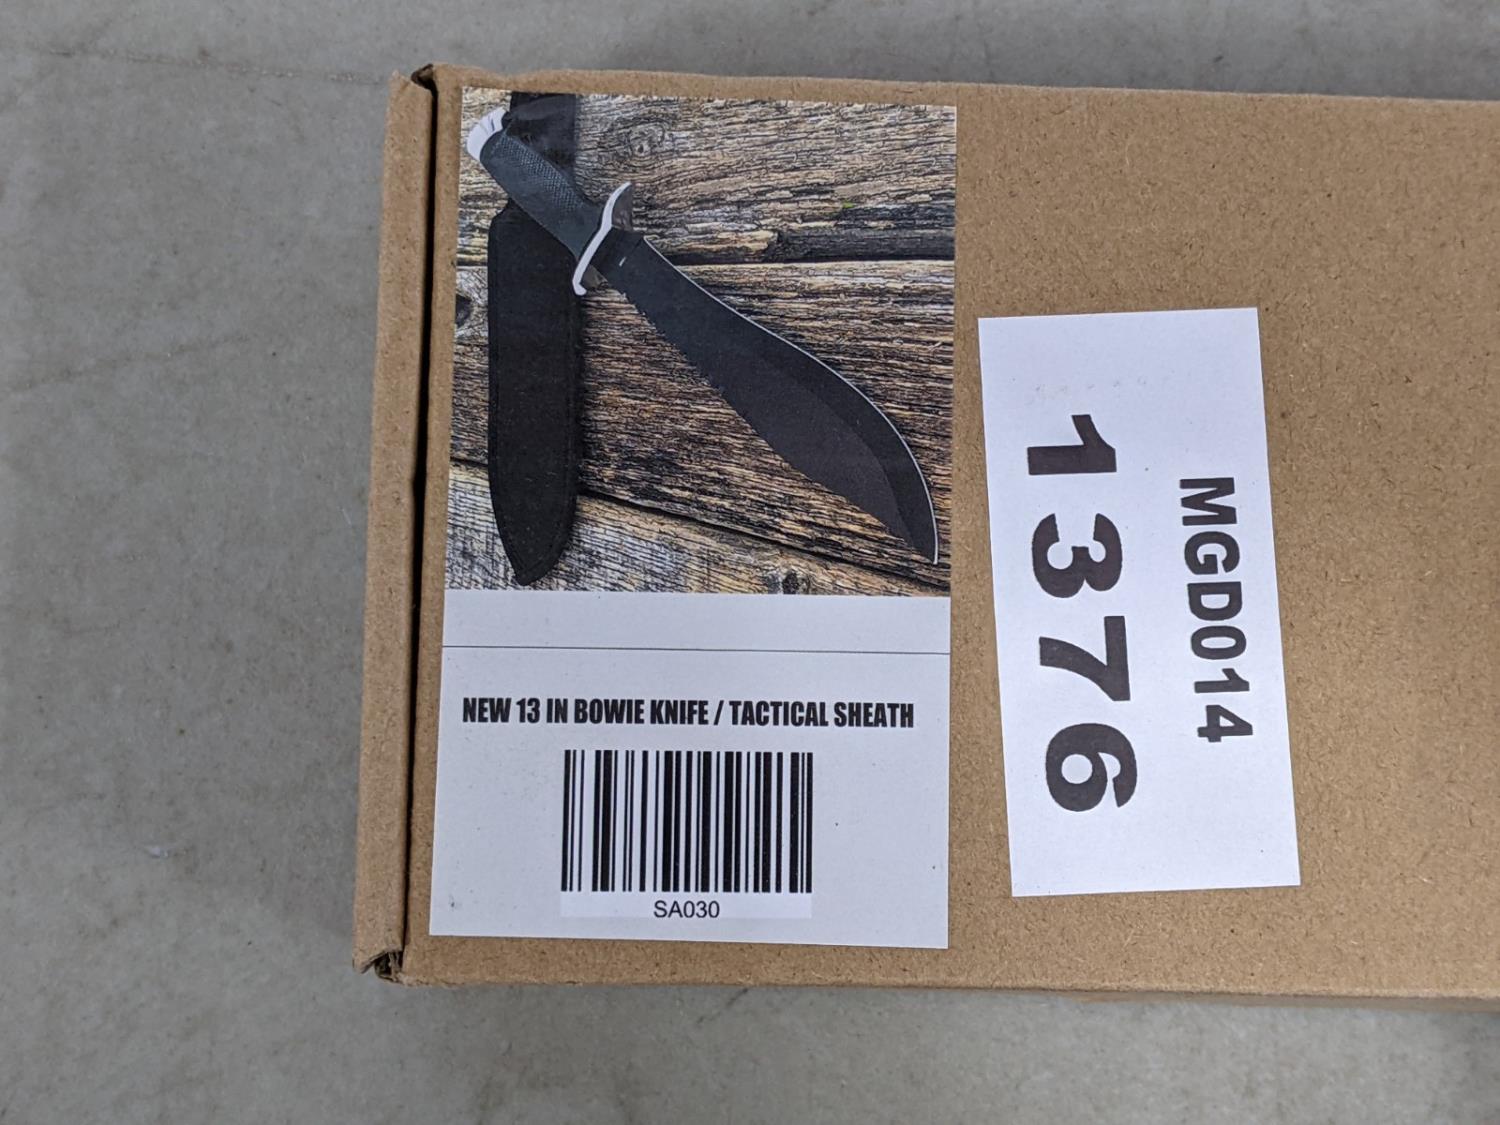 NEW 13 IN BOWIE KNIFE / TACTICAL SHEATH
SA030
MGD014
1376